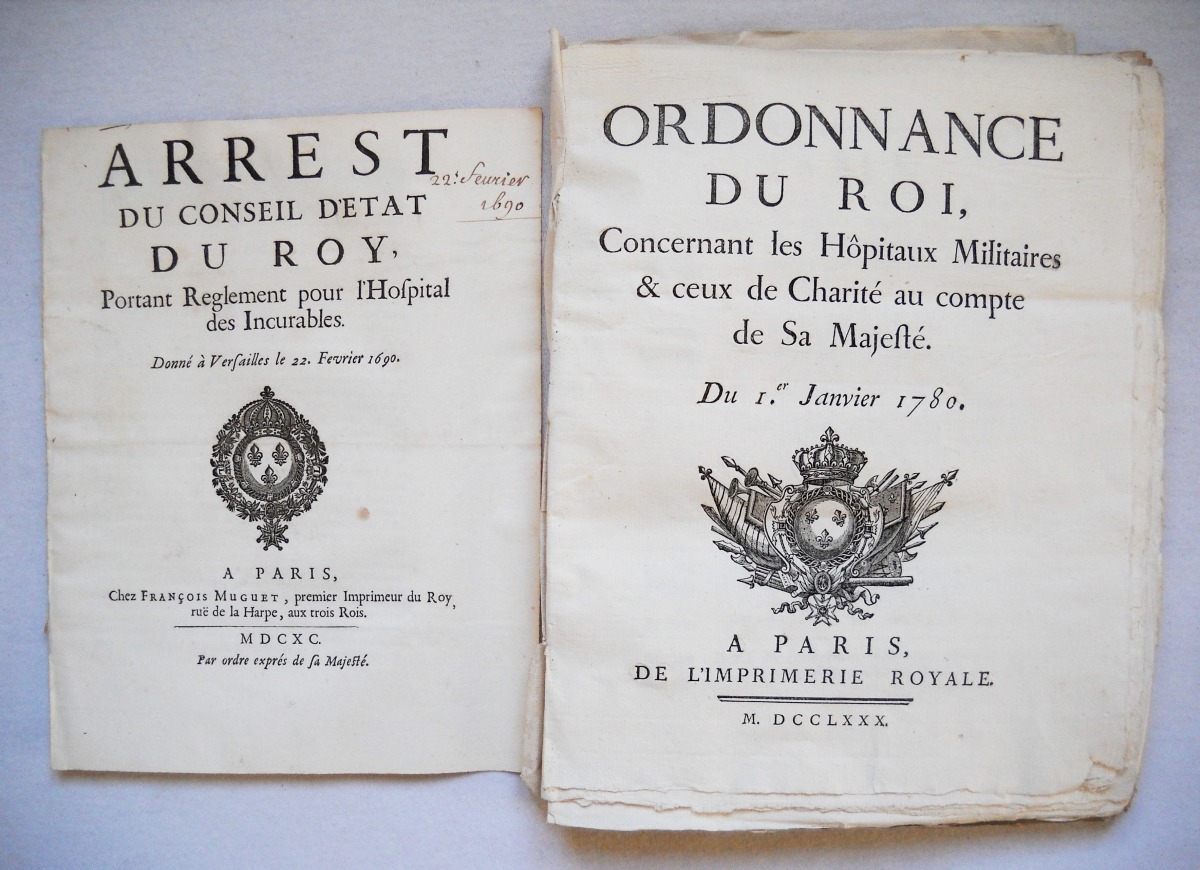 ARREST
22.e feurier
1690
DU CONSEIL D'ETAT
DU ROY,
Portant Reglement pour l'Hoſpital
des Incurables.
Donné à Verſailles le 22. Fevrier 1690.
A PARIS,
Chez FRANÇOIS MUGUET, premier Imprimeur du Roy,
ruë de la Harpe, aux trois Rois.
MDCXC.
Par ordre exprés de ſa Majeſté.
ORDONNANCE
DU ROI,
Concernant les Hôpitaux Militaires
& ceux de Charité au compte
de Sa Majeſté.
Du 1.er Janvier 1780.
A PARIS,
DE L'IMPRIMERIE ROYALE.
M. DCCLXXX.